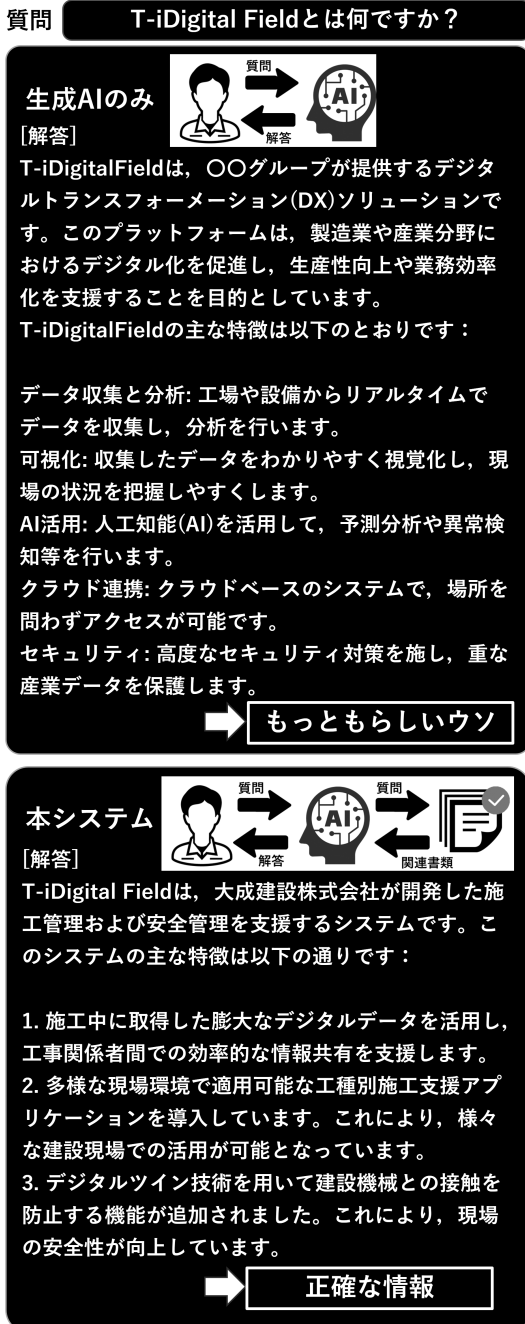 質問
T-iDigital Fieldとは何ですか？
生成AIのみ
質問
AI
解答
[解答]
T-iDigitalFieldは，〇〇グループが提供するデジタ
ルトランスフォーメーション(DX)ソリューションで
す。このプラットフォームは，製造業や産業分野に
おけるデジタル化を促進し，生産性向上や業務効率
化を支援することを目的としています。
T-iDigitalFieldの主な特徴は以下のとおりです：
データ収集と分析: 工場や設備からリアルタイムで
データを収集し，分析を行います。
可視化: 収集したデータをわかりやすく視覚化し，現
場の状況を把握しやすくします。
AI活用: 人工知能(AI)を活用して，予測分析や異常検
知等を行います。
クラウド連携: クラウドベースのシステムで，場所を
問わずアクセスが可能です。
セキュリティ: 高度なセキュリティ対策を施し，重な
産業データを保護します。
もっともらしいウソ
本システム
質問
AI
質問
解答
関連書類
[解答]
T-iDigital Fieldは，大成建設株式会社が開発した施
工管理および安全管理を支援するシステムです。こ
のシステムの主な特徴は以下の通りです：
1. 施工中に取得した膨大なデジタルデータを活用し，
工事関係者間での効率的な情報共有を支援します。
2. 多様な現場環境で適用可能な工種別施工支援アプ
リケーションを導入しています。これにより，様々
な建設現場での活用が可能となっています。
3. デジタルツイン技術を用いて建設機械との接触を
防止する機能が追加されました。これにより，現場
の安全性が向上しています。
正確な情報